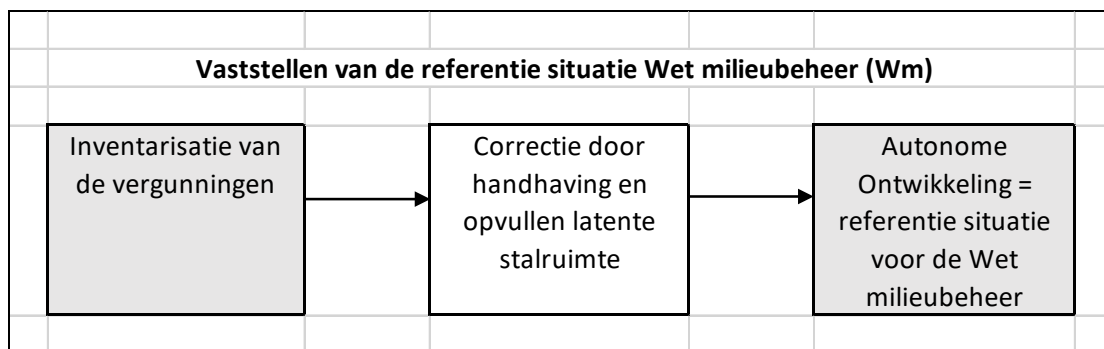 Vaststellen van de referentie situatie Wet milieubeheer (Wm)
Inventarisatie van
de vergunningen
Correctie door
handhaving en
opvullen latente
stalruimte
Autonome
Ontwikkeling =
referentie situatie
voor de Wet
milieubeheer